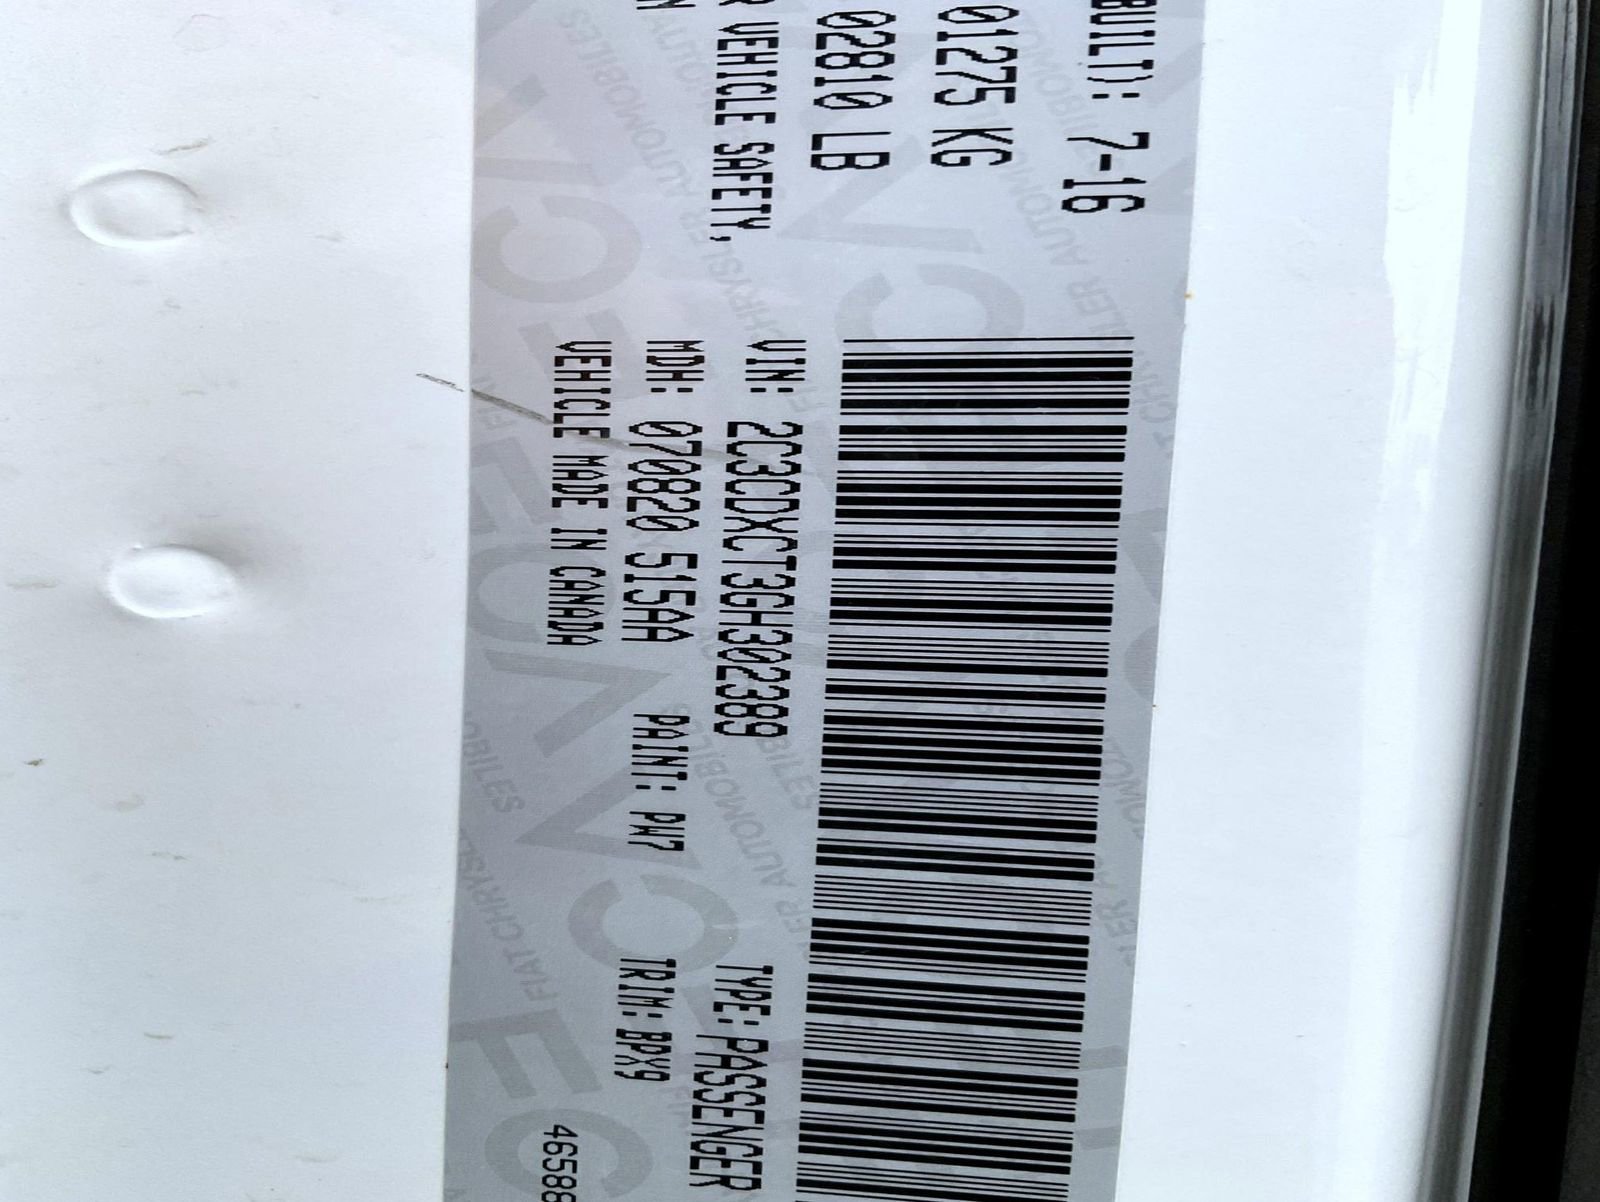 BUILT): 7-16
01275 KG
02810 LB
VEHICLE SAFETY,
VIN: 2C3CDXCT3GH302389 TYPE: PASSENGER
MDH: 070820 515AA PAINT: PW7 TRIM: BPX9
VEHICLE MADE IN CANADA